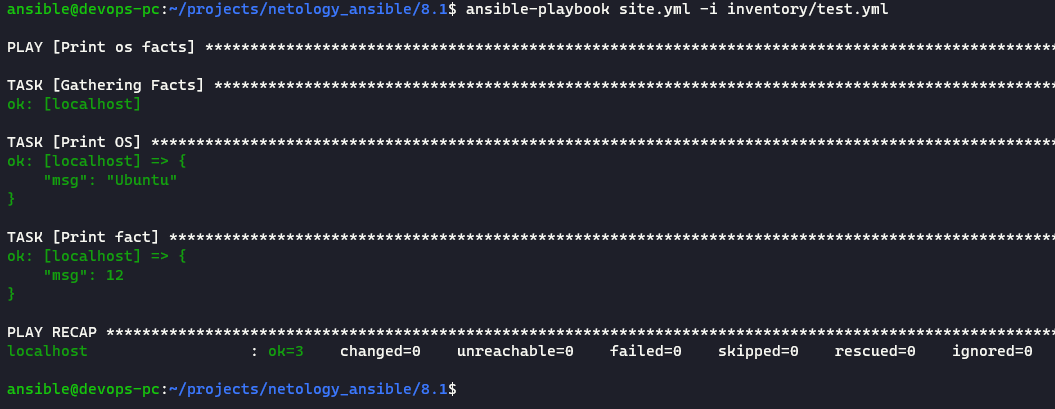 ansible@devops-pc:~/projects/netology_ansible/8.1$ ansible-playbook site.yml -i inventory/test.yml
PLAY [Print os facts] **********************************************************************************************
TASK [Gathering Facts] *********************************************************************************************
ok: [localhost]
TASK [Print OS] ****************************************************************************************************
ok: [localhost] => {
    "msg": "Ubuntu"
}
TASK [Print fact] **************************************************************************************************
ok: [localhost] => {
    "msg": 12
}
PLAY RECAP *********************************************************************************************************
localhost                  : ok=3    changed=0    unreachable=0    failed=0    skipped=0    rescued=0    ignored=0
ansible@devops-pc:~/projects/netology_ansible/8.1$